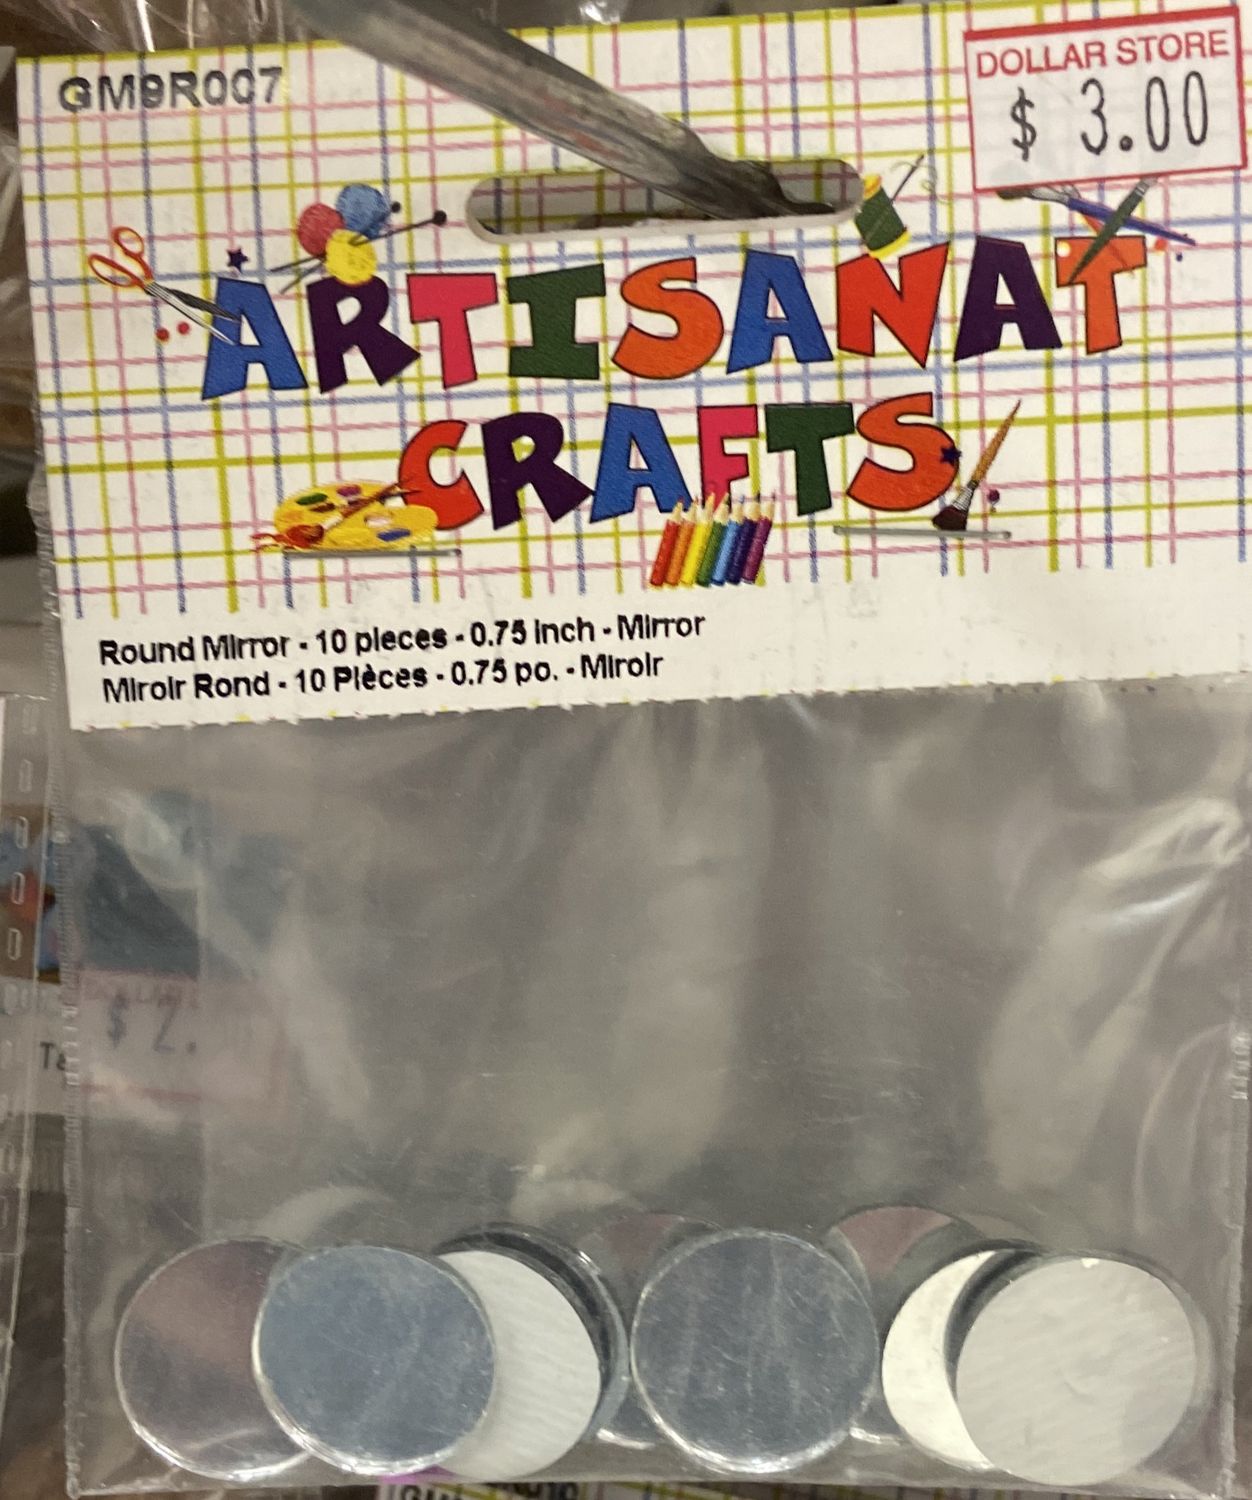 GM9R007
DOLLAR STORE
$ 3.00
ARTISANAT
CRAFTS
Round Mirror - 10 pieces - 0.75 inch - Mirror
Miroir Rond - 10 Pièces - 0.75 po. - Miroir
$ 2.